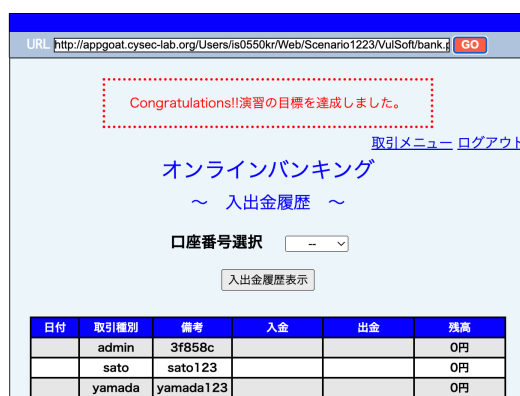 URL http://appgoat.cysec-lab.org/Users/is0550kr/Web/Scenario1223/VulSoft/bank.p GO
Congratulations!!演習の目標を達成しました。
取引メニュー ログアウト
オンラインバンキング
～ 入出金履歴 ～
口座番号選択 --
入出金履歴表示
日付 取引種別 備考 入金 出金 残高
admin 3f858c 0円
sato sato123 0円
yamada yamada123 0円